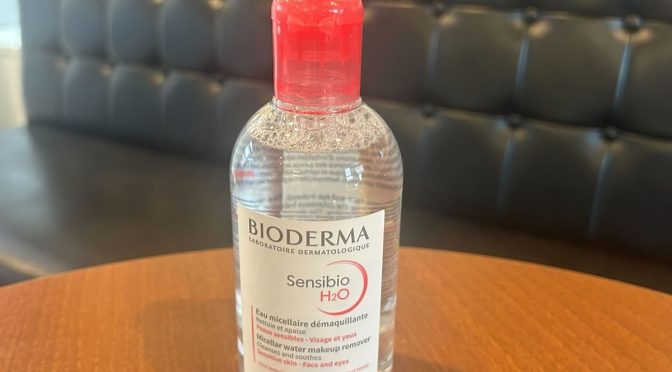 BIODERMA
LABORATOIRE DERMATOLOGIQUE
Sensibio
H2O
Eau micellaire démaquillante
Nettoie et apaise
Peaux sensibles - Visage et yeux
Micellar water makeup remover
Cleanses and soothes
Sensitive skin - Face and eyes